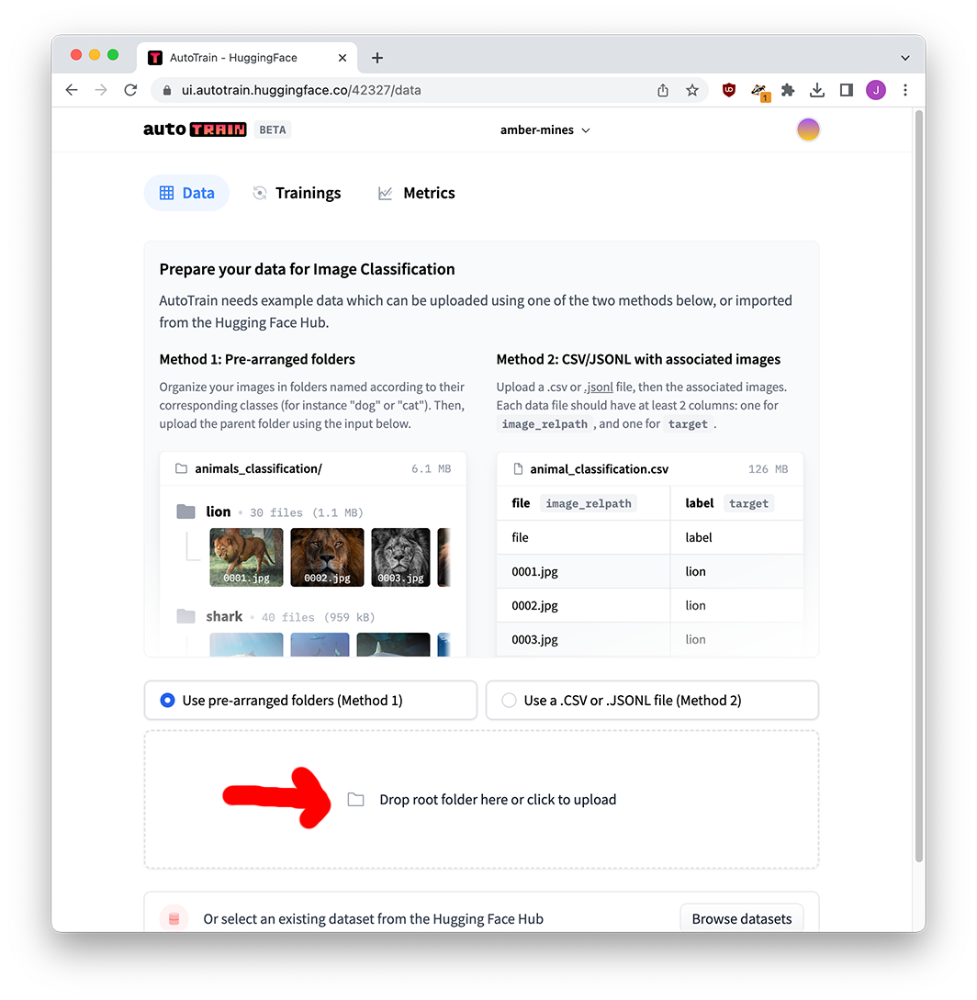 AutoTrain - HuggingFace
ui.autotrain.huggingface.co/42327/data
1
J
auto TRAIN BETA
amber-mines
Data
Trainings
Metrics
Prepare your data for Image Classification
AutoTrain needs example data which can be uploaded using one of the two methods below, or imported
from the Hugging Face Hub.
Method 1: Pre-arranged folders
Organize your images in folders named according to their
corresponding classes (for instance "dog" or "cat"). Then,
upload the parent folder using the input below.
animals_classification/ 6.1 MB
lion • 30 files (1.1 MB)
0001.jpg 0002.jpg 0003.jpg
shark • 40 files (959 kB)
Method 2: CSV/JSONL with associated images
Upload a .csv or .jsonl file, then the associated images.
Each data file should have at least 2 columns: one for
image_relpath , and one for target .
animal_classification.csv 126 MB
file image_relpath label target
file label
0001.jpg lion
0002.jpg lion
0003.jpg lion
Use pre-arranged folders (Method 1)
Use a .CSV or .JSONL file (Method 2)
Drop root folder here or click to upload
Or select an existing dataset from the Hugging Face Hub
Browse datasets